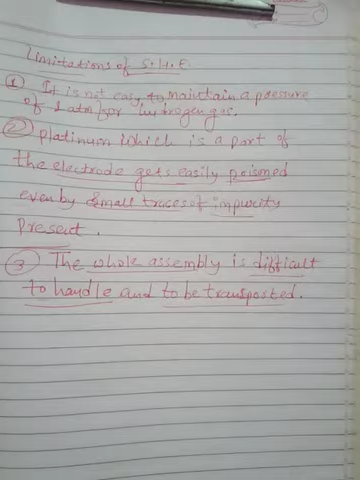 Limitations of S.H.E.
① It is not easy to maintain a pressure
of 1 atm for hydrogen gas.
② Platinum which is a part of
the electrode gets easily poisned
even by small traces of impurity
Present.
③ The whole assembly is difficult
to handle and to be transposted.